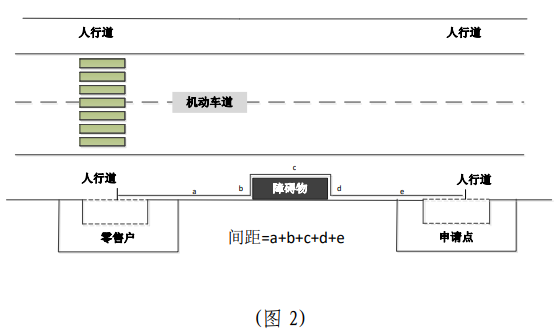 人行道 人行道
机动车道
c
人行道 a b 障碍物 d e 人行道
零售户 间距=a+b+c+d+e 申请点
(图 2)